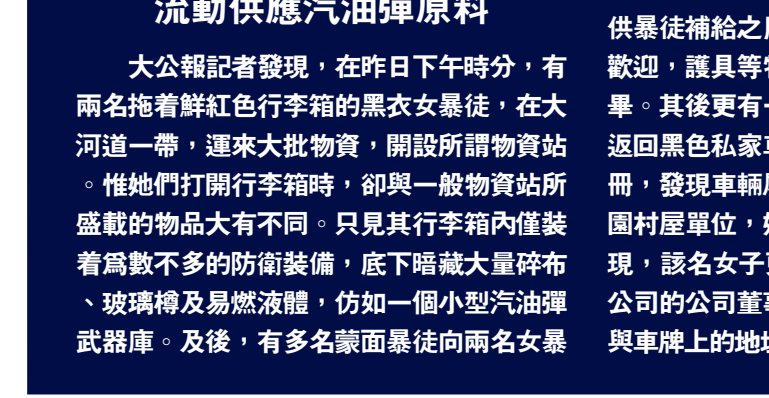 流動供應汽油彈原料
大公報記者發現，在昨日下午時分，有
兩名拖着鮮紅色行李箱的黑衣女暴徒，在大
河道一帶，運來大批物資，開設所謂物資站
。惟她們打開行李箱時，卻與一般物資站所
盛載的物品大有不同。只見其行李箱內僅裝
着爲數不多的防衛裝備，底下暗藏大量碎布
、玻璃樽及易燃液體，仿如一個小型汽油彈
武器庫。及後，有多名蒙面暴徒向兩名女暴
供暴徒補給之
歡迎，護具等
畢。其後更有
返回黑色私家
冊，發現車輛
園村屋單位，
現，該名女子
公司的公司董
與車牌上的地